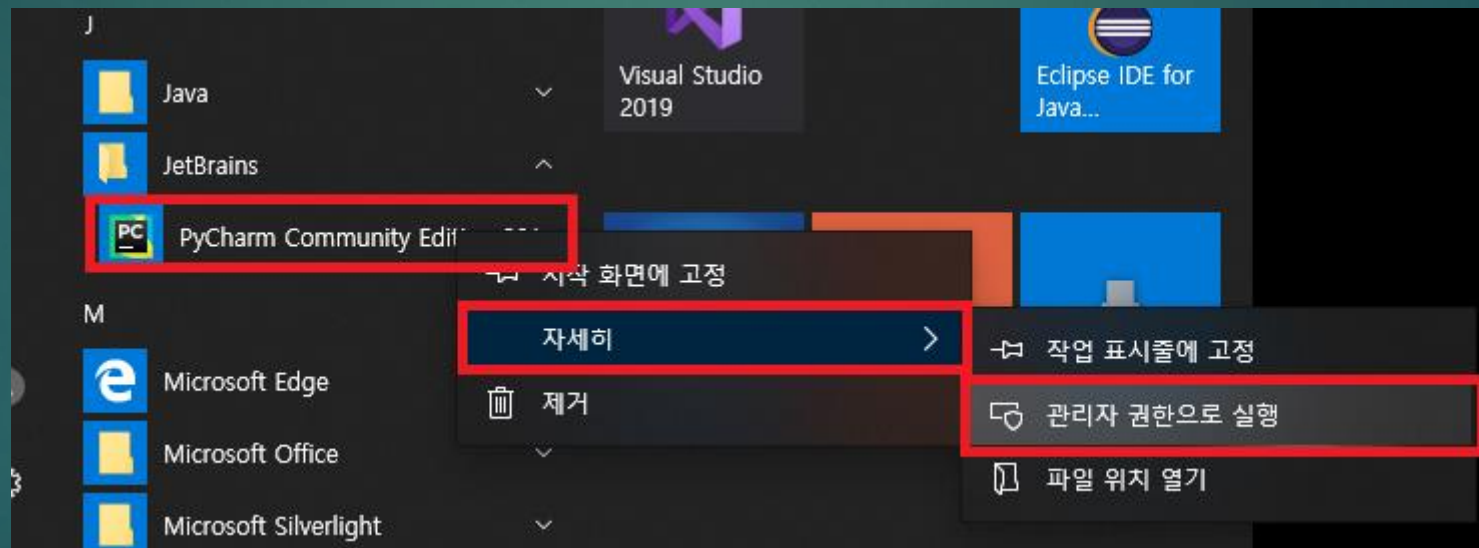 J
Java
JetBrains
PC
PyCharm Community Edit
M
Microsoft Edge
Microsoft Office
Microsoft Silverlight
Visual Studio
2019
Eclipse IDE for
Java...
시작 화면에 고정
자세히
제거
작업 표시줄에 고정
관리자 권한으로 실행
파일 위치 열기